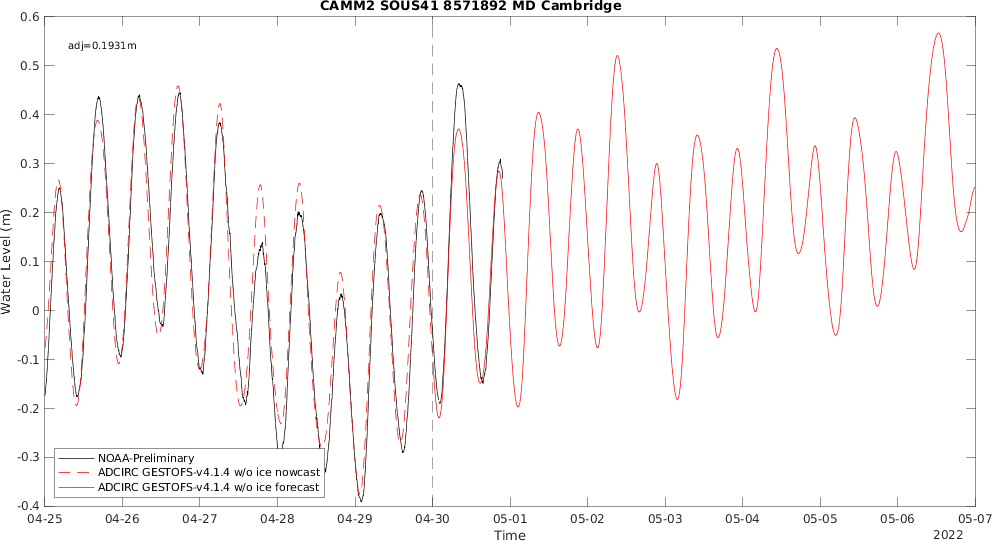 CAMM2 SOUS41 8571892 MD Cambridge
adj=0.1931m
0.6
0.5
0.4
0.3
0.2
0.1
0
-0.1
-0.2
-0.3
-0.4
Water Level (m)
NOAA-Preliminary
ADCIRC GESTOFS-v4.1.4 w/o ice nowcast
ADCIRC GESTOFS-v4.1.4 w/o ice forecast
04-25 04-26 04-27 04-28 04-29 04-30 05-01 05-02 05-03 05-04 05-05 05-06 05-07
Time
2022